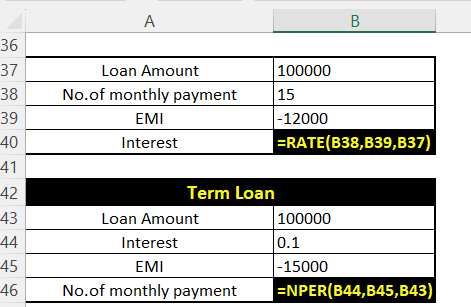 A B
36
37 Loan Amount 100000
38 No.of monthly payment 15
39 EMI -12000
40 Interest =RATE(B38,B39,B37)
41
42 Term Loan
43 Loan Amount 100000
44 Interest 0.1
45 EMI -15000
46 No.of monthly payment =NPER(B44,B45,B43)